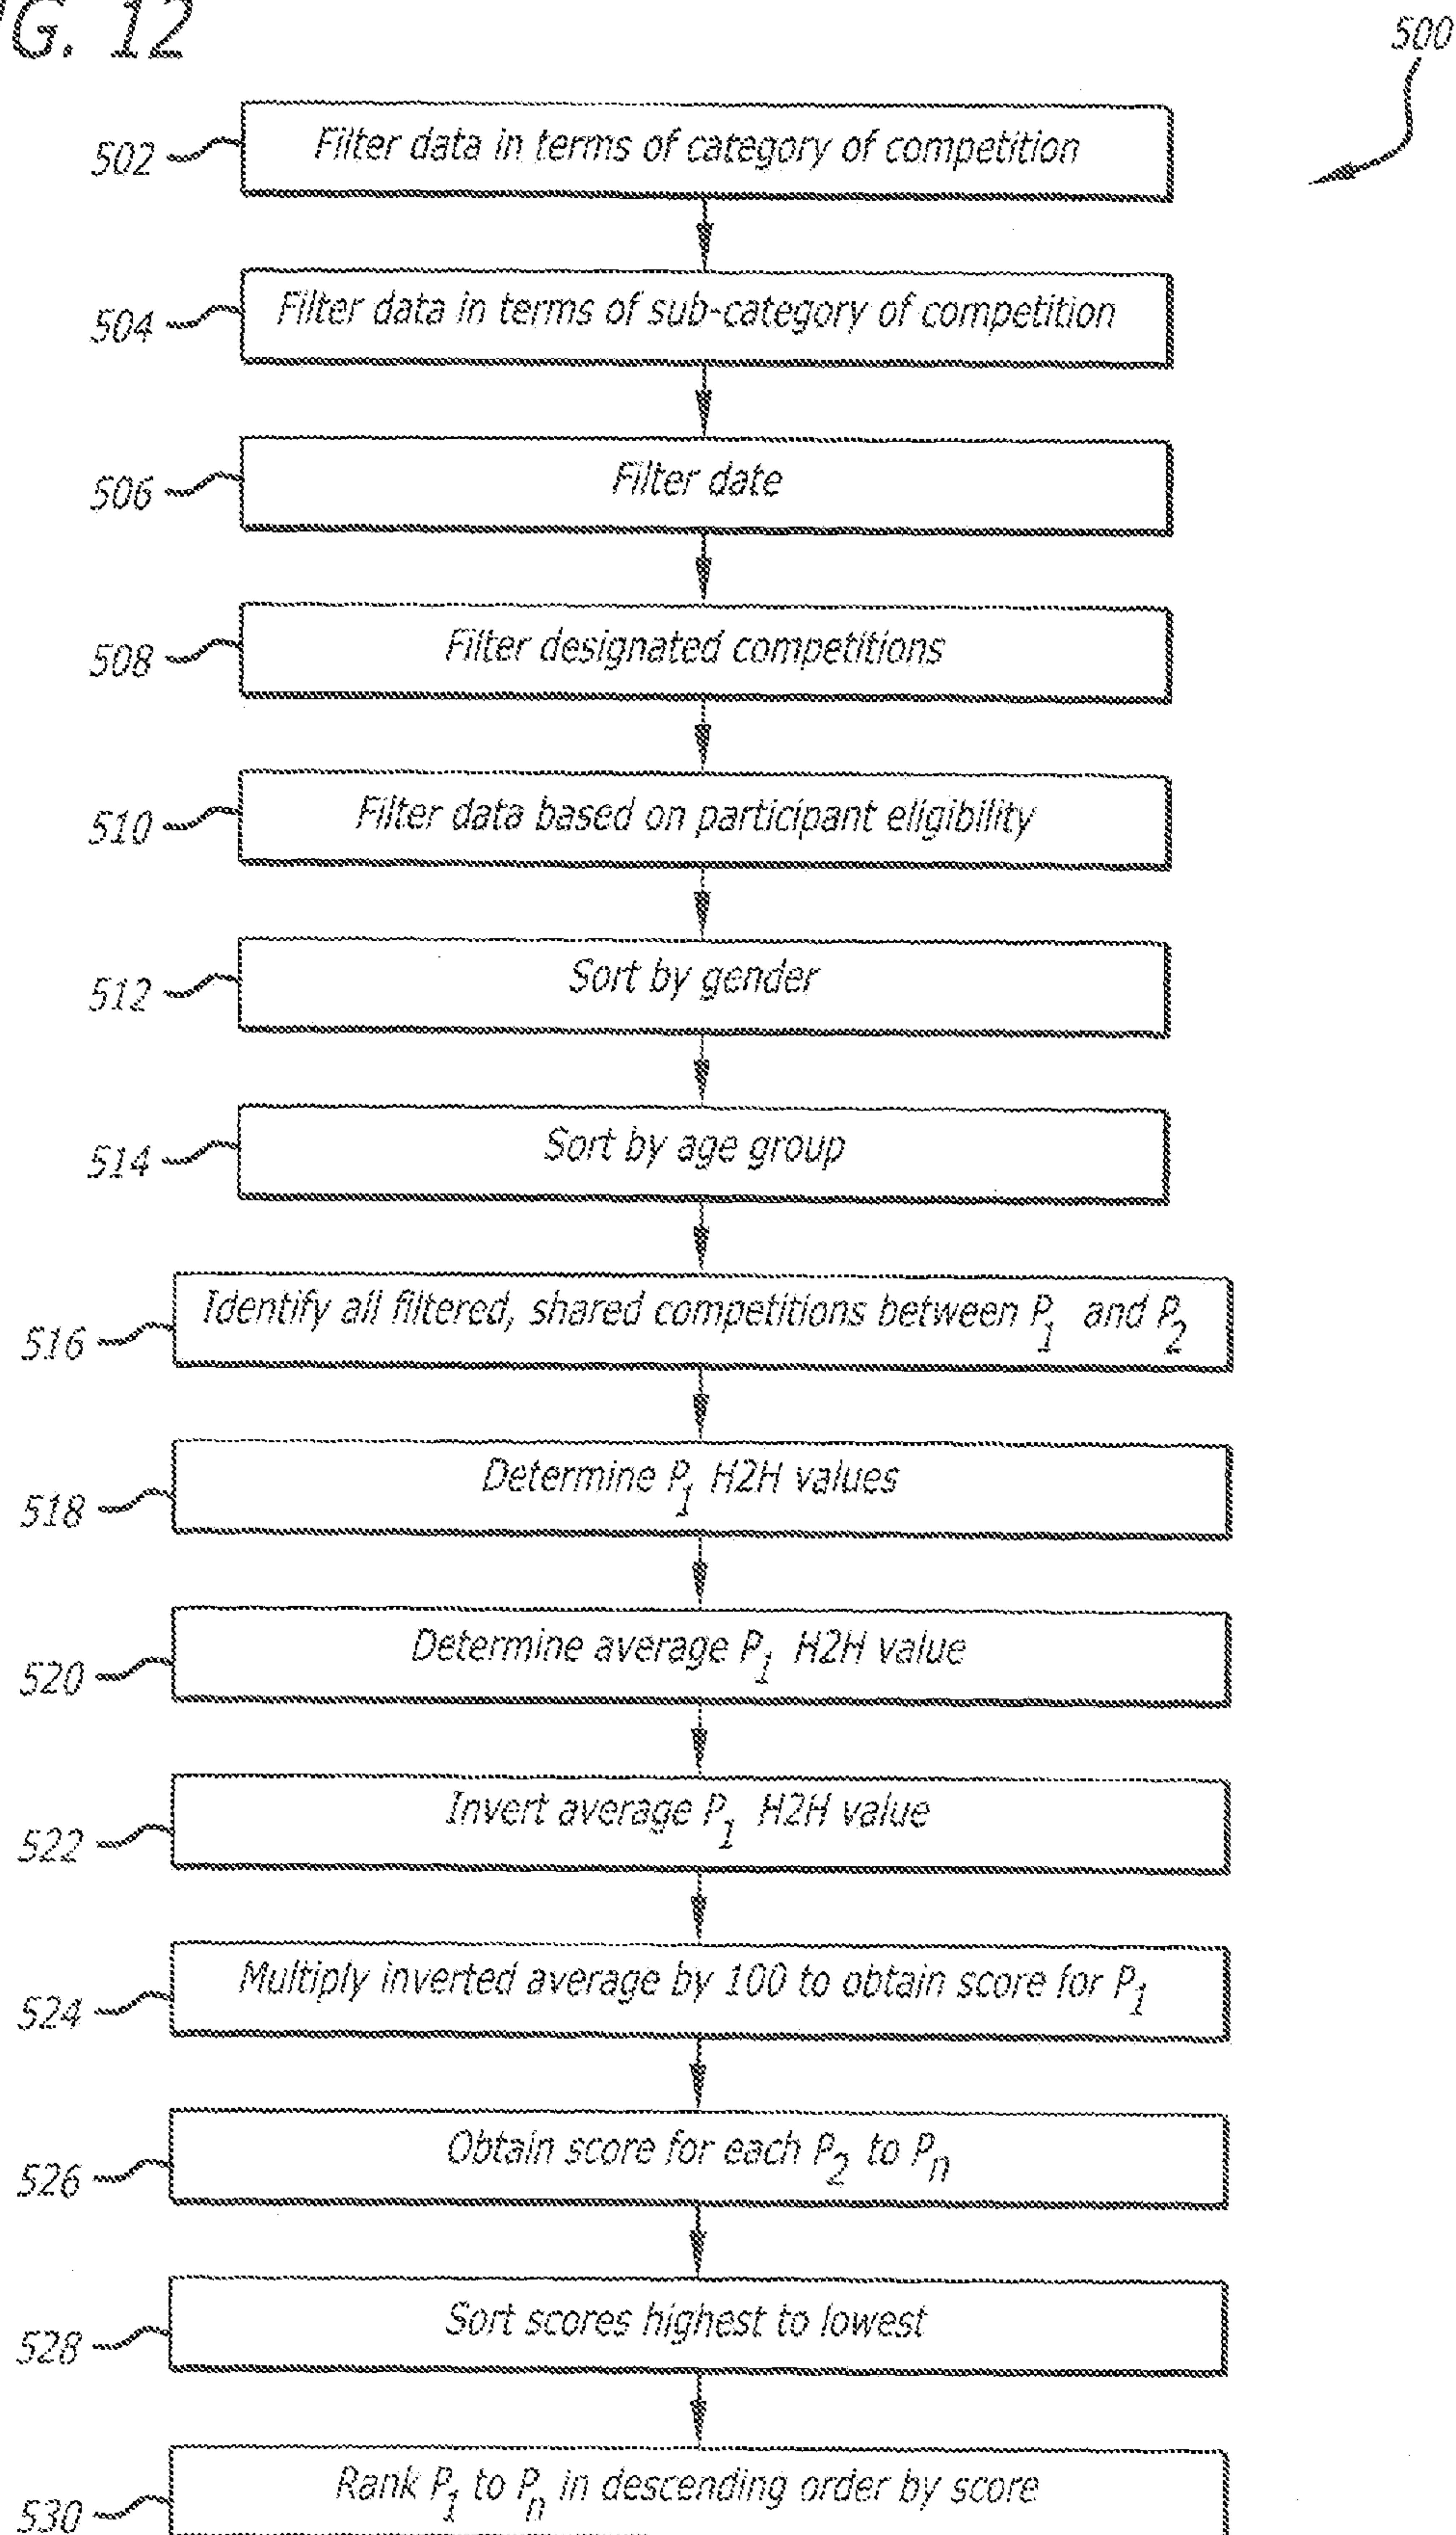 G. 12
500
502 Filter data in terms of category of competition
504 Filter data in terms of sub-category of competition
506 Filter date
508 Filter designated competitions
510 Filter data based on participant eligibility
512 Sort by gender
514 Sort by age group
516 Identify all filtered, shared competitions between P1 and P2
518 Determine P1 H2H values
520 Determine average P1 H2H value
522 Invert average P1 H2H value
524 Multiply inverted average by 100 to obtain score for P1
526 Obtain score for each P2 to Pn
528 Sort scores highest to lowest
530 Rank P1 to Pn in descending order by score